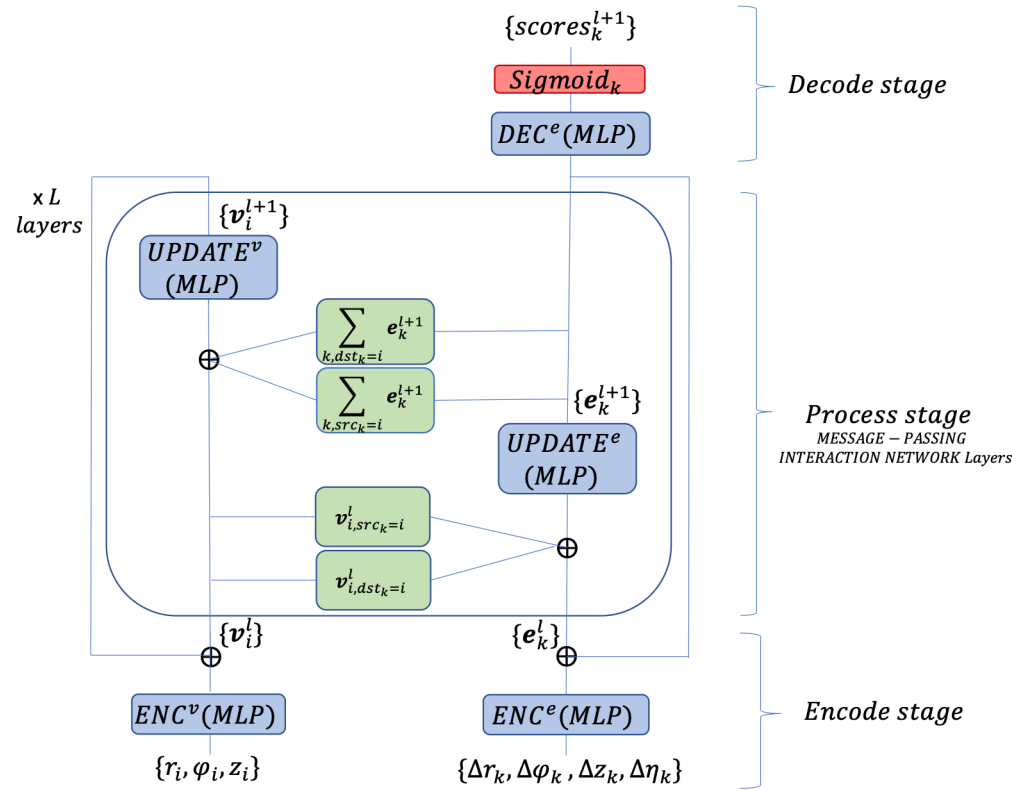 {scores_k^{l+1}}
Sigmoid_k
DEC^e(MLP)
Decode stage
x L
layers
{v_i^{l+1}}
UPDATE^v
(MLP)
∑ e_k^{l+1}
k,dst_k=i
∑ e_k^{l+1}
k,src_k=i
{e_k^{l+1}}
UPDATE^e
(MLP)
Process stage
MESSAGE – PASSING
INTERACTION NETWORK Layers
v^l_{i,src_k=i}
v^l_{i,dst_k=i}
{v_i^l}
{e_k^l}
ENC^v(MLP)
ENC^e(MLP)
Encode stage
{r_i, φ_i, z_i}
{Δr_k, Δφ_k , Δz_k, Δη_k}